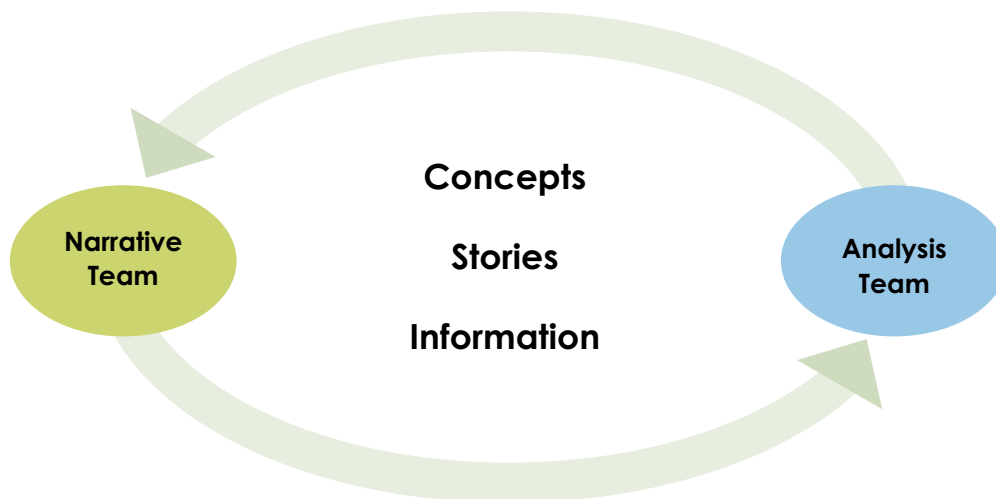 Concepts
Narrative
Team
Stories
Analysis
Team
Information